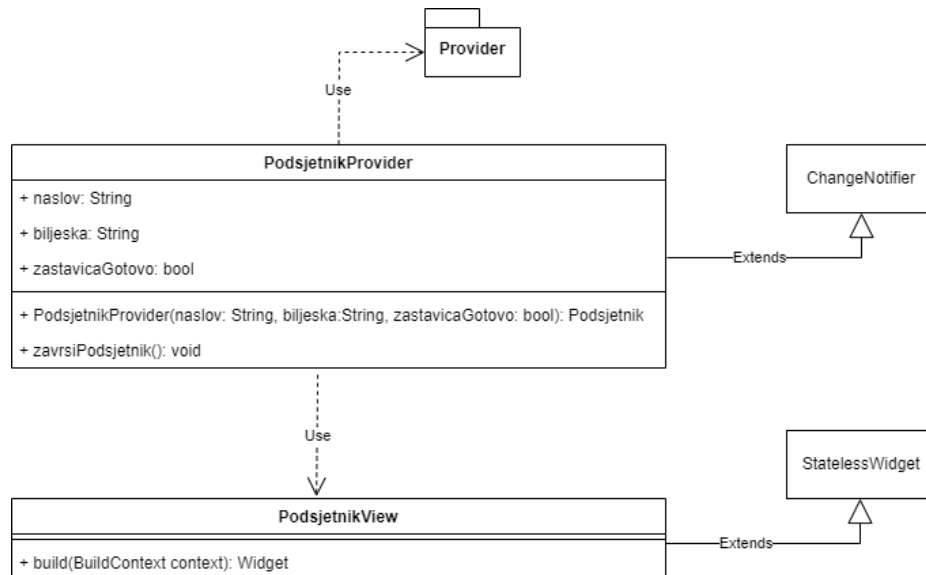 Provider
Use
PodsjetnikProvider
+ naslov: String
+ biljeska: String
+ zastavicaGotovo: bool
+ PodsjetnikProvider(naslov: String, biljeska:String, zastavicaGotovo: bool): Podsjetnik
+ zavrsiPodsjetnik(): void
ChangeNotifier
Extends
Use
StatelessWidget
PodsjetnikView
+ build(BuildContext context): Widget
Extends